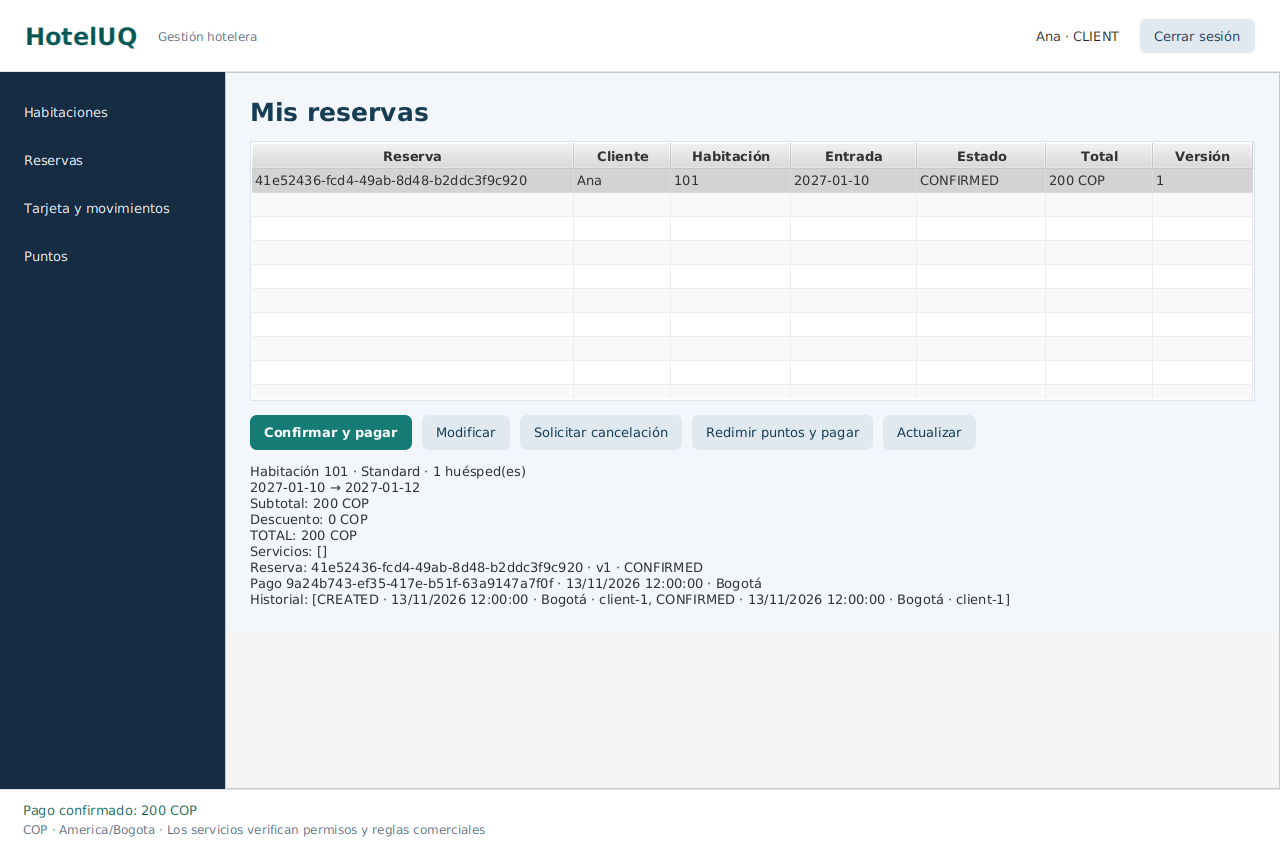 HotelUQ Gestión hotelera Ana · CLIENT Cerrar sesión
Habitaciones
Reservas
Tarjeta y movimientos
Puntos
Mis reservas
Reserva Cliente Habitación Entrada Estado Total Versión
41e52436-fcd4-49ab-8d48-b2ddc3f9c920 Ana 101 2027-01-10 CONFIRMED 200 COP 1
Confirmar y pagar Modificar Solicitar cancelación Redimir puntos y pagar Actualizar
Habitación 101 · Standard · 1 huésped(es)
2027-01-10 → 2027-01-12
Subtotal: 200 COP
Descuento: 0 COP
TOTAL: 200 COP
Servicios: []
Reserva: 41e52436-fcd4-49ab-8d48-b2ddc3f9c920 · v1 · CONFIRMED
Pago 9a24b743-ef35-417e-b51f-63a9147a7f0f · 13/11/2026 12:00:00 · Bogotá
Historial: [CREATED · 13/11/2026 12:00:00 · Bogotá · client-1, CONFIRMED · 13/11/2026 12:00:00 · Bogotá · client-1]
Pago confirmado: 200 COP
COP · America/Bogota · Los servicios verifican permisos y reglas comerciales